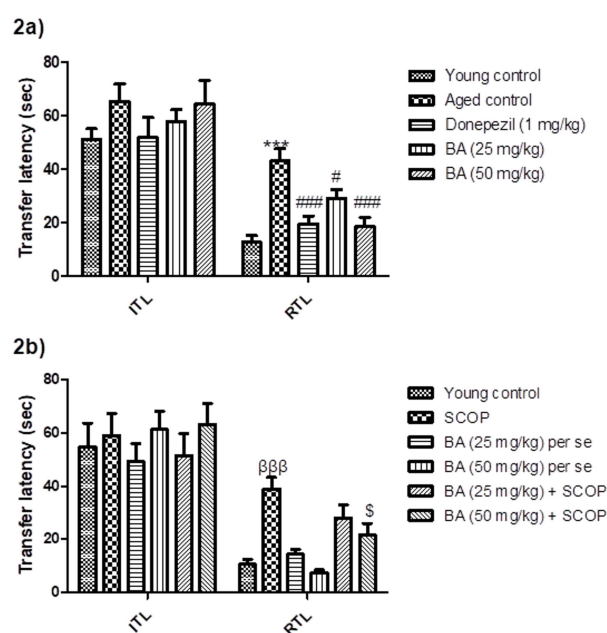 2a)
Transfer latency (sec)
80
60
40
20
0
***
###
#
###
ITL
RTL
Young control
Aged control
Donepezil (1 mg/kg)
BA (25 mg/kg)
BA (50 mg/kg)
2b)
Transfer latency (sec)
80
60
40
20
0
βββ
$
ITL
RTL
Young control
SCOP
BA (25 mg/kg) per se
BA (50 mg/kg) per se
BA (25 mg/kg) + SCOP
BA (50 mg/kg) + SCOP